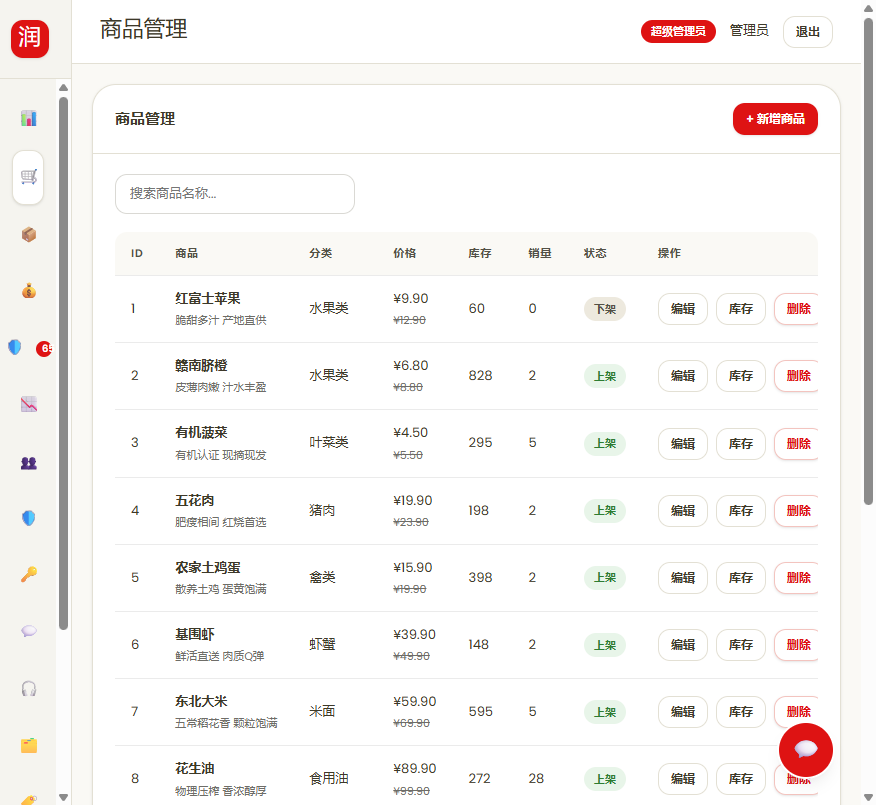 润
商品管理
超级管理员 管理员 退出
商品管理
+ 新增商品
搜索商品名称...
ID 商品 分类 价格 库存 销量 状态 操作
1 红富士苹果 脆甜多汁 产地直供 水果类 ¥9.90 ¥12.90 60 0 下架 编辑 库存 删除
2 赣南脐橙 皮薄肉嫩 汁水丰盈 水果类 ¥6.80 ¥8.80 828 2 上架 编辑 库存 删除
3 有机菠菜 有机认证 现摘现发 叶菜类 ¥4.50 ¥5.50 295 5 上架 编辑 库存 删除
4 五花肉 肥瘦相间 红烧首选 猪肉 ¥19.90 ¥23.90 198 2 上架 编辑 库存 删除
5 农家土鸡蛋 散养土鸡 蛋黄饱满 禽类 ¥15.90 ¥19.90 398 2 上架 编辑 库存 删除
6 基围虾 鲜活直送 肉质Q弹 虾蟹 ¥39.90 ¥49.90 148 2 上架 编辑 库存 删除
7 东北大米 五常稻花香 颗粒饱满 米面 ¥59.90 ¥69.90 595 5 上架 编辑 库存 删除
8 花生油 物理压榨 香浓醇厚 食用油 ¥89.90 ¥99.90 272 28 上架 编辑 库存 删除